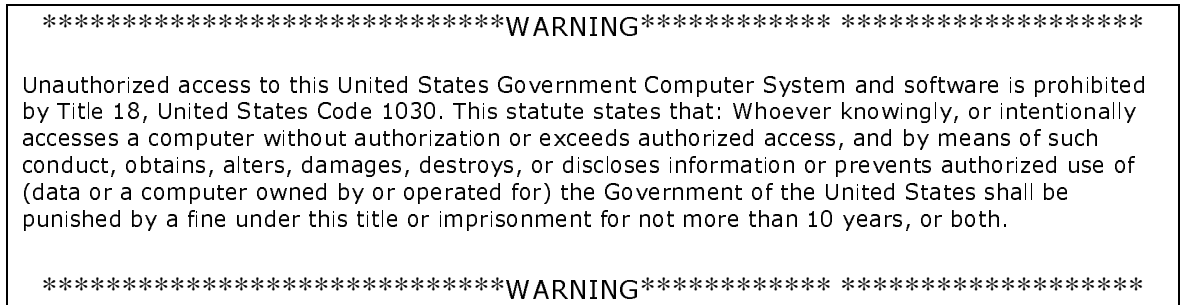 *****************************WARNING************ *******************
Unauthorized access to this United States Government Computer System and software is prohibited
by Title 18, United States Code 1030. This statute states that: Whoever knowingly, or intentionally
accesses a computer without authorization or exceeds authorized access, and by means of such
conduct, obtains, alters, damages, destroys, or discloses information or prevents authorized use of
(data or a computer owned by or operated for) the Government of the United States shall be
punished by a fine under this title or imprisonment for not more than 10 years, or both.
*****************************WARNING************ *******************